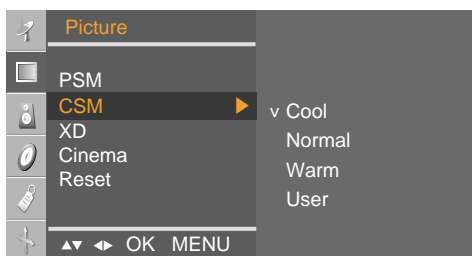 Picture
PSM
CSM
XD
Cinema
Reset
v Cool
Normal
Warm
User
OK MENU